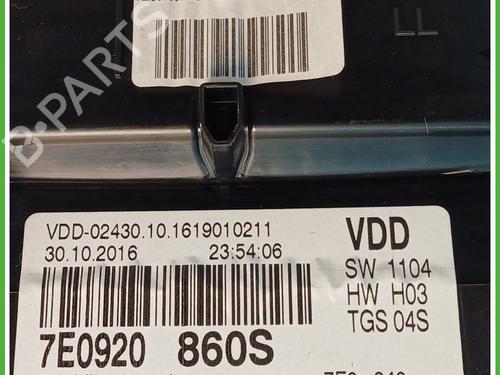 LL
VDD-02430.10.1619010211
30.10.2016 23:54:06
7E0920 860S
VDD
SW 1104
HW H03
TGS 04S